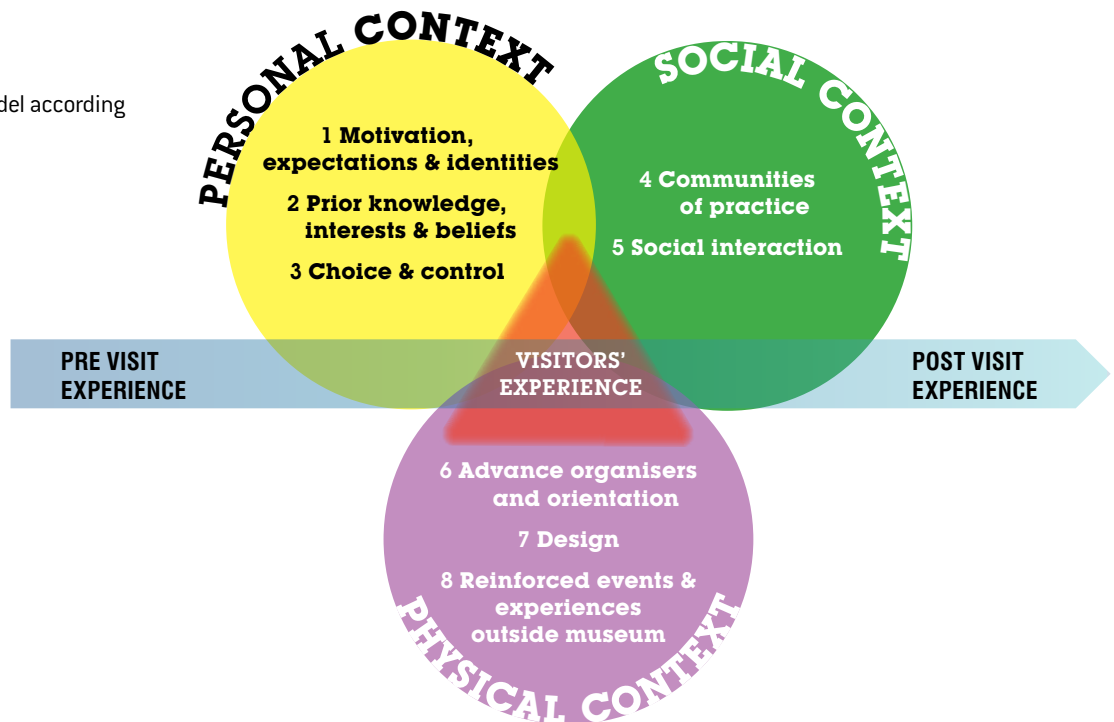 del according
PERSONAL CONTEXT
1 Motivation,
expectations & identities
2 Prior knowledge,
interests & beliefs
3 Choice & control
SOCIAL CONTEXT
4 Communities
of practice
5 Social interaction
PRE VISIT
EXPERIENCE
VISITORS'
EXPERIENCE
POST VISIT
EXPERIENCE
6 Advance organisers
and orientation
7 Design
8 Reinforced events &
experiences
outside museum
PHYSICAL CONTEXT